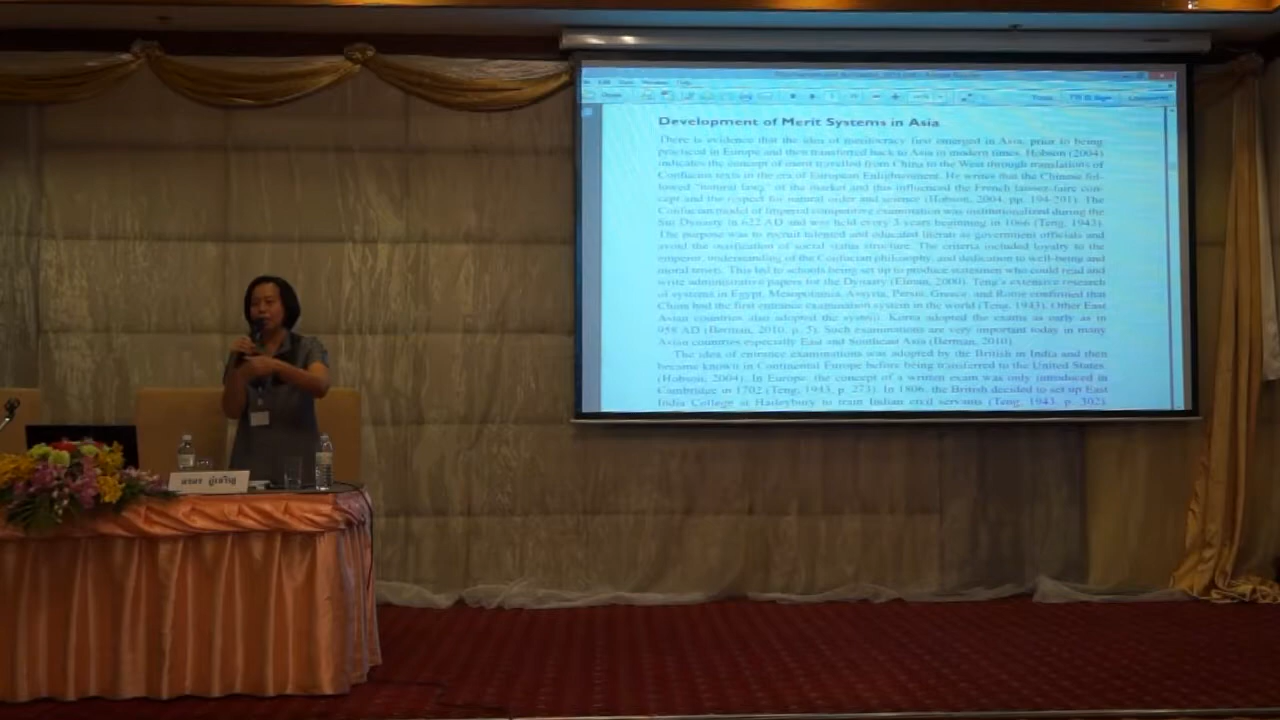 Development of Merit Systems in Asia
There is evidence that the idea of meritocracy first emerged in Asia, prior to being
practiced in Europe and then transferred back to Asia in modern times. Hobson (2004)
indicates the concept of merit travelled from China to the West through translations of
Confucian texts in the era of European Enlightenment. He writes that the Chinese fol-
lowed "natural laws" of the market and this influenced the French laissez-faire con-
cept and the respect for natural order and science (Hobson, 2004, pp. 194-201). The
Confucian model of Imperial competitive examination was institutionalized during the
Dynasty in 622 AD and was held every 3 years beginning in 1066 (Teng, 1942).
The purpose was to recruit talented and educated literati as government officials and
avoid the ossification of social status structure. The criteria included loyalty to the
emperor, understanding of the Confucian philosophy, and dedication to well-being and
moral This led to schools being set up to produce statesmen who could read and
write administrative papers for the Dynasty (Elman, 2000). Teng's extensive research
of systems in Egypt, Mesopotamia, Assyria, Persia, Greece, and Rome confirmed that
China had the first entrance examination system in the world (Teng, 1943). Other East
Asian countries also adopted the system. Korea adopted the exams as early as in
958 AD (Berman, 2010, p. 5). Such examinations are very important today in many
Asian countries especially East and Southeast Asia (Berman, 2010).
The idea of entrance examinations was adopted by the British in India and then
became known in Continental Europe before being transferred to the United States.
(Hobson, 2004). In Europe, the concept of a written exam was only introduced in
Cambridge in 1702 (Teng, 1943, p. 273). In 1806, the British decided to set up East
India College at Haileybury to train Indian civil servants (Teng, 1943, p. 302).